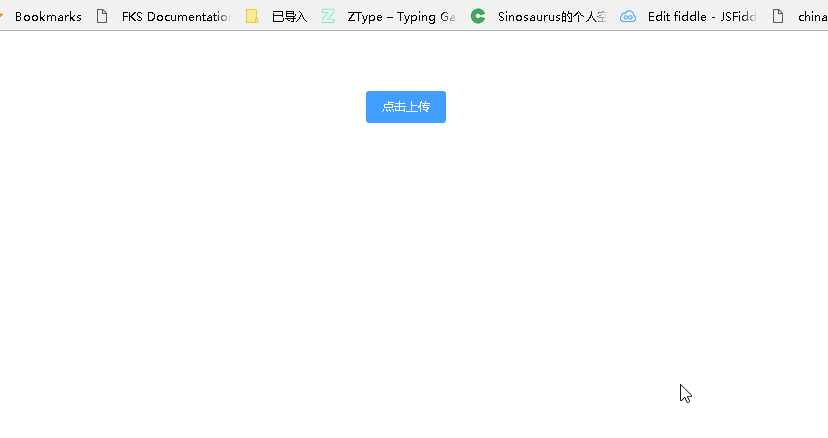 Bookmarks FKS Documentation 已导入 ZType – Typing Ga Sinosaurus的个人空 Edit fiddle - JSFidd china
点击上传